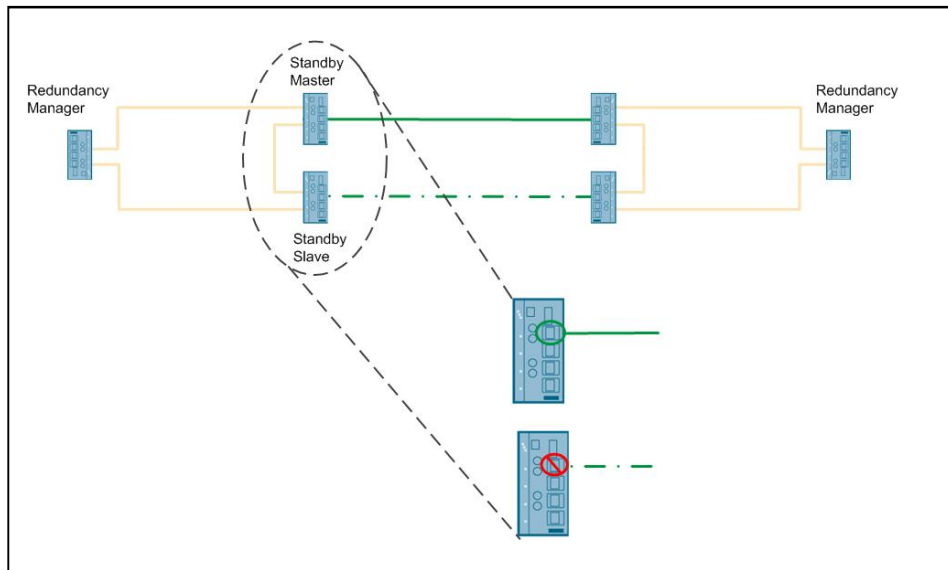 Standby
Master
Redundancy
Manager
Redundancy
Manager
Standby
Slave